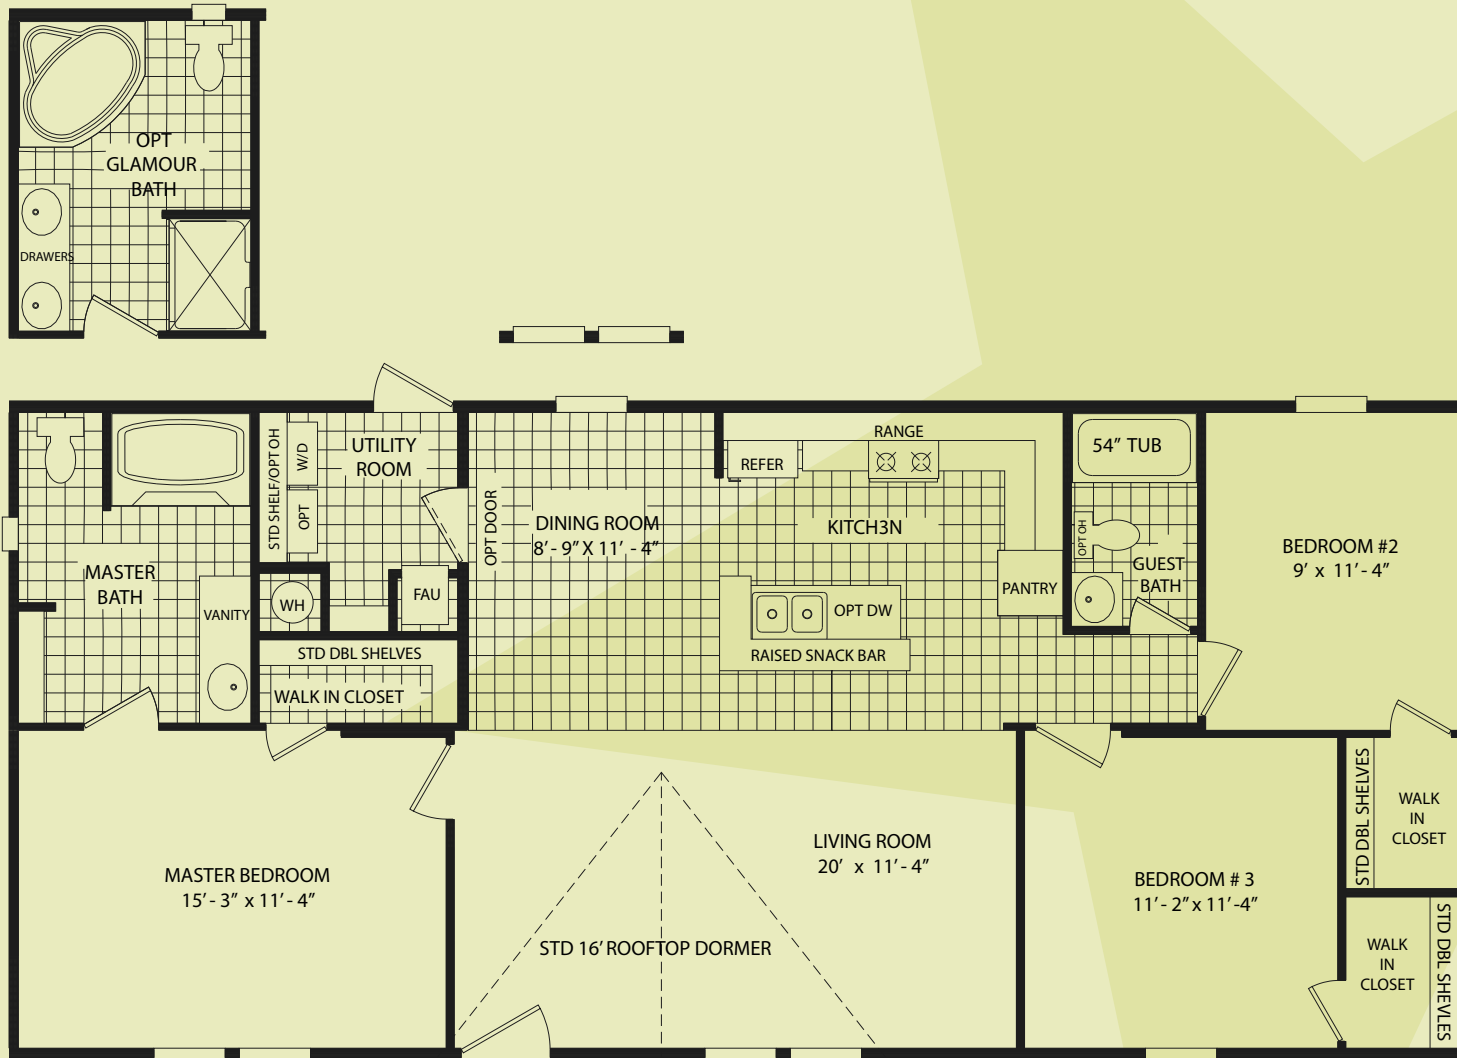 OPT
GLAMOUR
BATH
DRAWERS
STD SHELF/OPT OH
W/D
OPT
UTILITY
ROOM
OPT DOOR
DINING ROOM
8' - 9" X 11' - 4"
REFER
RANGE
KITCH3N
PANTRY
OPT DW
RAISED SNACK BAR
54" TUB
OPT OH
GUEST
BATH
BEDROOM #2
9' x 11' - 4"
MASTER
BATH
VANITY
WH
FAU
STD DBL SHELVES
WALK IN CLOSET
MASTER BEDROOM
15' - 3" x 11' - 4"
LIVING ROOM
20' x 11' - 4"
STD 16' ROOFTOP DORMER
BEDROOM # 3
11' - 2" x 11' -4"
STD DBL SHELVES
WALK
IN
CLOSET
WALK
IN
CLOSET
STD DBL SHEVLES